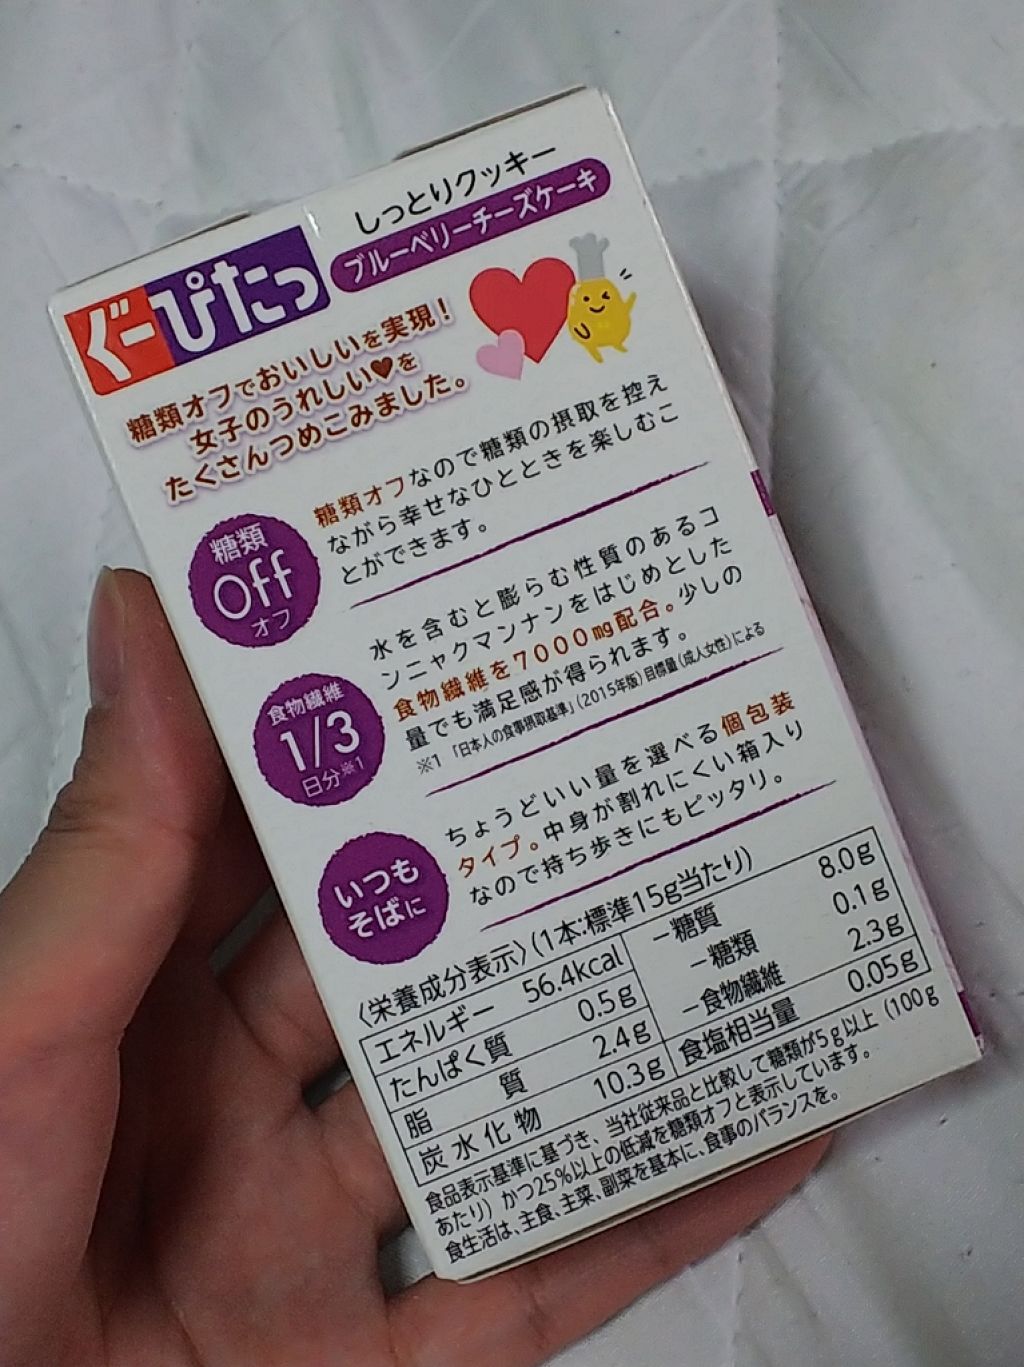 しっとりクッキー
ぐーぴたっ
ブルーベリーチーズケーキ
糖類オフでおいしいを実現!
女子のうれしい♥を
たくさんつめこみました。
糖類
Off
オフ
糖類オフなので糖類の摂取を控え
ながら幸せなひとときを楽しむこ
とができます。
食物繊維
1/3
日分※1
水を含むと膨らむ性質のあるコ
ンニャクマンナンをはじめとした
食物繊維を7000㎎配合。少しの
量でも満足感が得られます。
※1 「日本人の食事摂取基準」(2015年版)目標量(成人女性)による
いつも
そばに
ちょうどいい量を選べる個包装
タイプ。中身が割れにくい箱入り
なので持ち歩きにもピッタリ。
〈栄養成分表示〉(1本:標準15g当たり)
エネルギー 56.4kcal
たんぱく質 0.5g
脂質 2.4g
炭水化物 10.3g
−糖質 8.0g
−糖類 0.1g
−食物繊維 2.3g
食塩相当量 0.05g
食品表示基準に基づき、当社従来品と比較して糖類が5g以上(100g
あたり)かつ25%以上の低減を糖類オフと表示しています。
食生活は、主食、主菜、副菜を基本に、食事のバランスを。